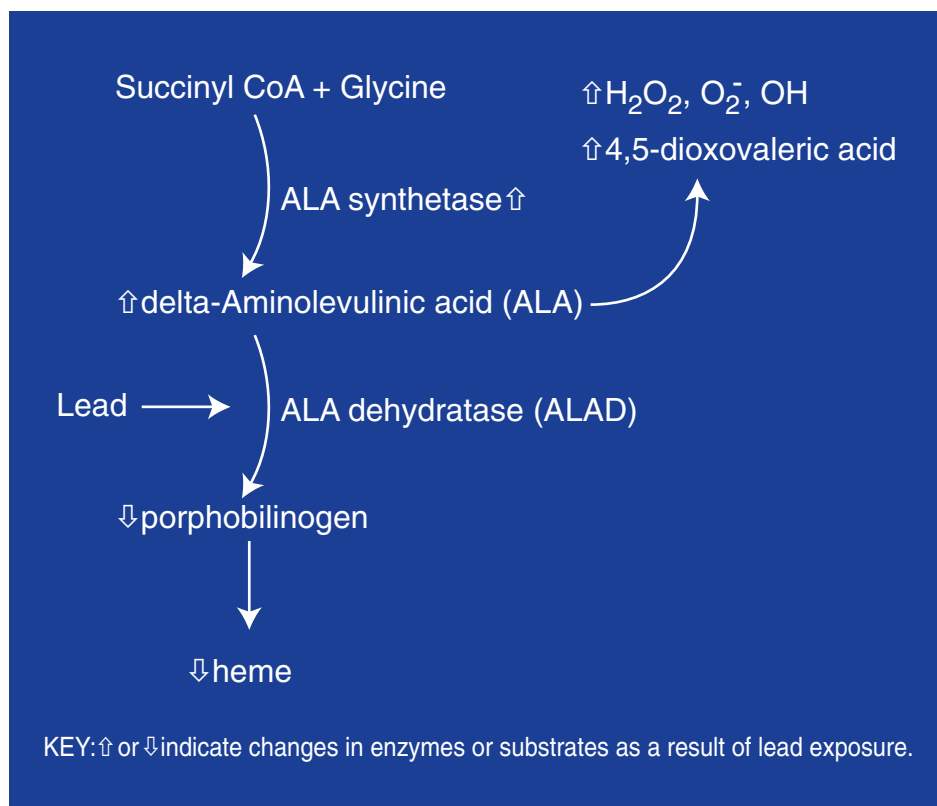 Succinyl CoA + Glycine
⇧H₂O₂, O₂⁻, OH
⇧4,5-dioxovaleric acid
ALA synthetase⇧
⇧delta-Aminolevulinic acid (ALA)
Lead
ALA dehydratase (ALAD)
⇩porphobilinogen
⇩heme
KEY:⇧ or ⇩indicate changes in enzymes or substrates as a result of lead exposure.